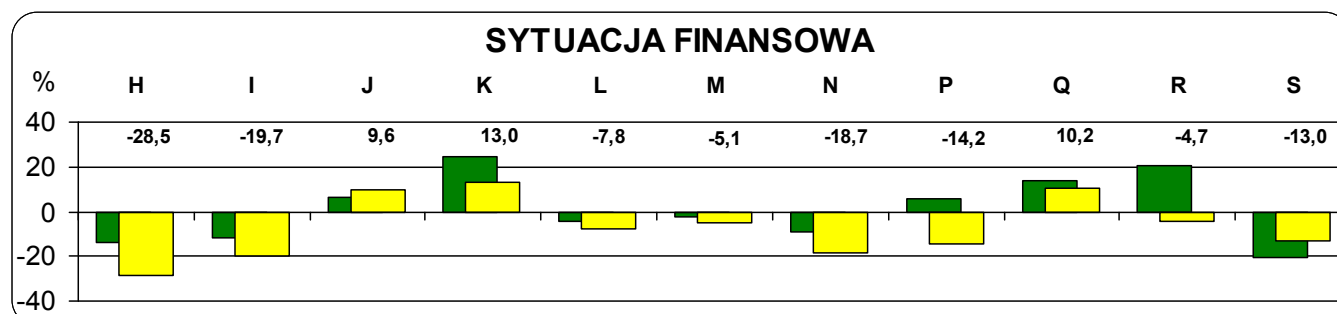 SYTUACJA FINANSOWA
% H I J K L M N P Q R S
40 -28,5 -19,7 9,6 13,0 -7,8 -5,1 -18,7 -14,2 10,2 -4,7 -13,0
20
0
-20
-40